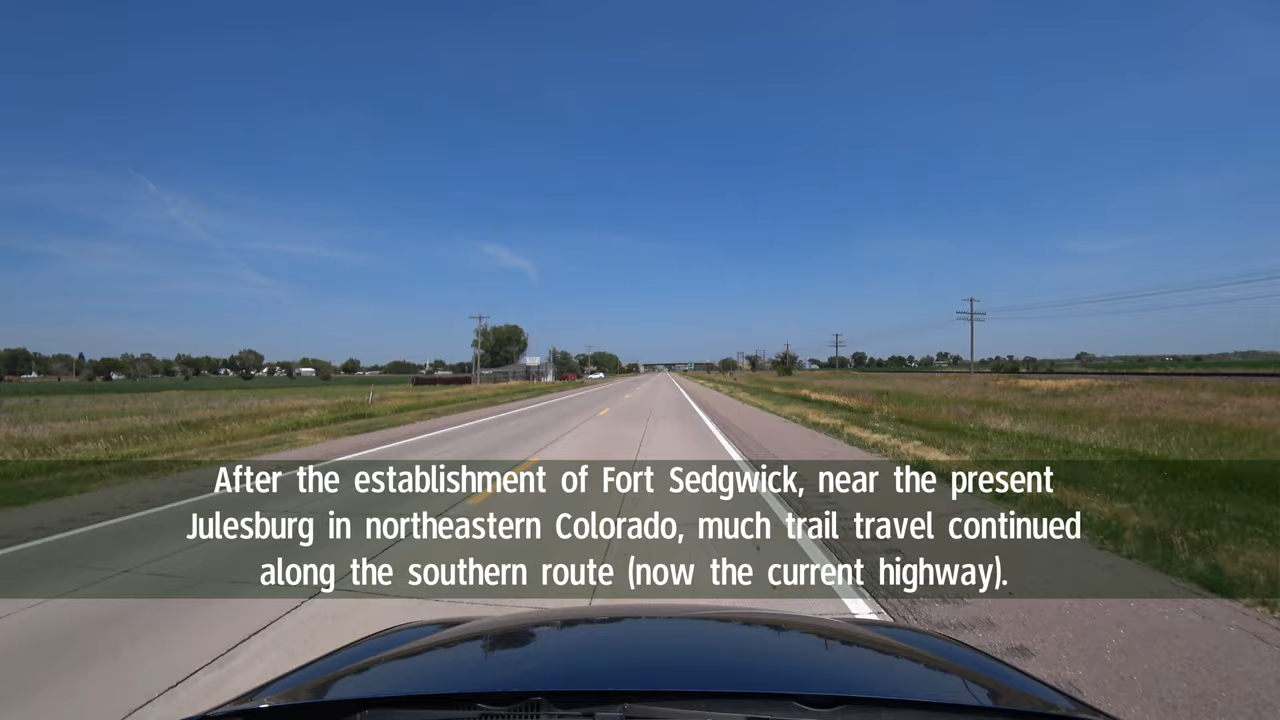 After the establishment of Fort Sedgwick, near the present
Julesburg in northeastern Colorado, much trail travel continued
along the southern route (now the current highway).